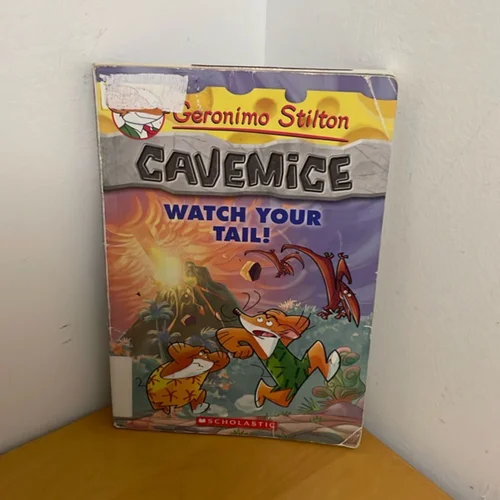 Geronimo Stilton
CAVEMICE
WATCH YOUR
TAIL!
SCHOLASTIC